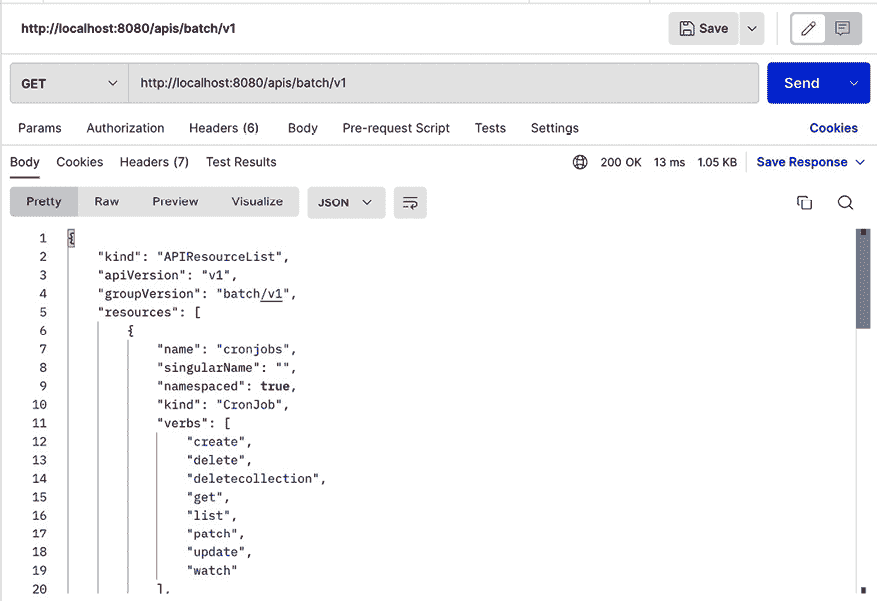 http://localhost:8080/apis/batch/v1
Save
GET
http://localhost:8080/apis/batch/v1
Send
Params Authorization Headers (6) Body Pre-request Script Tests Settings Cookies
Body Cookies Headers (7) Test Results 200 OK 13 ms 1.05 KB Save Response
Pretty Raw Preview Visualize JSON
1 {
2 "kind": "APIResourceList",
3 "apiVersion": "v1",
4 "groupVersion": "batch/v1",
5 "resources": [
6 {
7 "name": "cronjobs",
8 "singularName": "",
9 "namespaced": true,
10 "kind": "CronJob",
11 "verbs": [
12 "create",
13 "delete",
14 "deletecollection",
15 "get",
16 "list",
17 "patch",
18 "update",
19 "watch"
20 ],